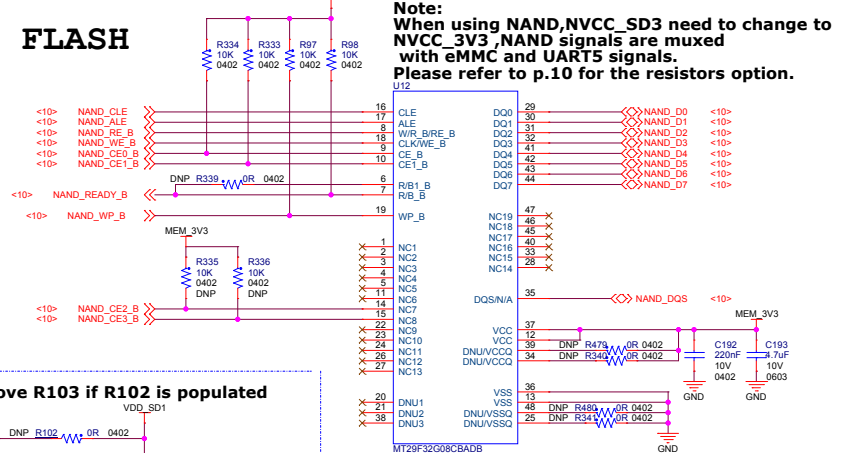 Note:
When using NAND,NVCC_SD3 need to change to
NVCC_3V3 ,NAND signals are muxed
with eMMC and UART5 signals.
Please refer to p.10 for the resistors option.
FLASH
R334 10K 0402
R333 10K 0402
R97 10K 0402
R98 10K 0402
U12
<10> NAND_CLE 16 CLE
<10> NAND_ALE 17 ALE
<10> NAND_RE_B 8 W/R_B/RE_B
<10> NAND_WE_B 18 CLK/WE_B
<10> NAND_CE0_B 9 CE_B
<10> NAND_CE1_B 10 CE1_B
DNP R339 0R 0402 6 R/B1_B
<10> NAND_READY_B 7 R/B_B
<10> NAND_WP_B 19 WP_B
DQ0 29 NAND_D0 <10>
DQ1 30 NAND_D1 <10>
DQ2 31 NAND_D2 <10>
DQ3 32 NAND_D3 <10>
DQ4 41 NAND_D4 <10>
DQ5 42 NAND_D5 <10>
DQ6 43 NAND_D6 <10>
DQ7 44 NAND_D7 <10>
NC19 47
NC18 46
NC17 45
NC16 40
NC15 33
NC14 28
MEM_3V3
R335 10K 0402 DNP
R336 10K 0402 DNP
1 NC1
2 NC2
3 NC3
4 NC4
5 NC5
11 NC6
<10> NAND_CE2_B 14 NC7
<10> NAND_CE3_B 15 NC8
22 NC9
23 NC10
24 NC11
26 NC12
27 NC13
20 DNU1
21 DNU2
38 DNU3
DQS/N/A 35 NAND_DQS <10>
MEM_3V3
VCC 37
VCC 12
DNU/VCCQ 39 DNP R479 0R 0402
DNU/VCCQ 34 DNP R340 0R 0402
C192 220nF 10V 0402
C193 4.7uF 10V 0603
GND
GND
VSS 36
VSS 13
DNU/VSSQ 48 DNP R480 0R 0402
DNU/VSSQ 25 DNP R341 0R 0402
GND
MT29F32G08CBADB
ove R103 if R102 is populated
VDD_SD1
DNP R102 0R 0402